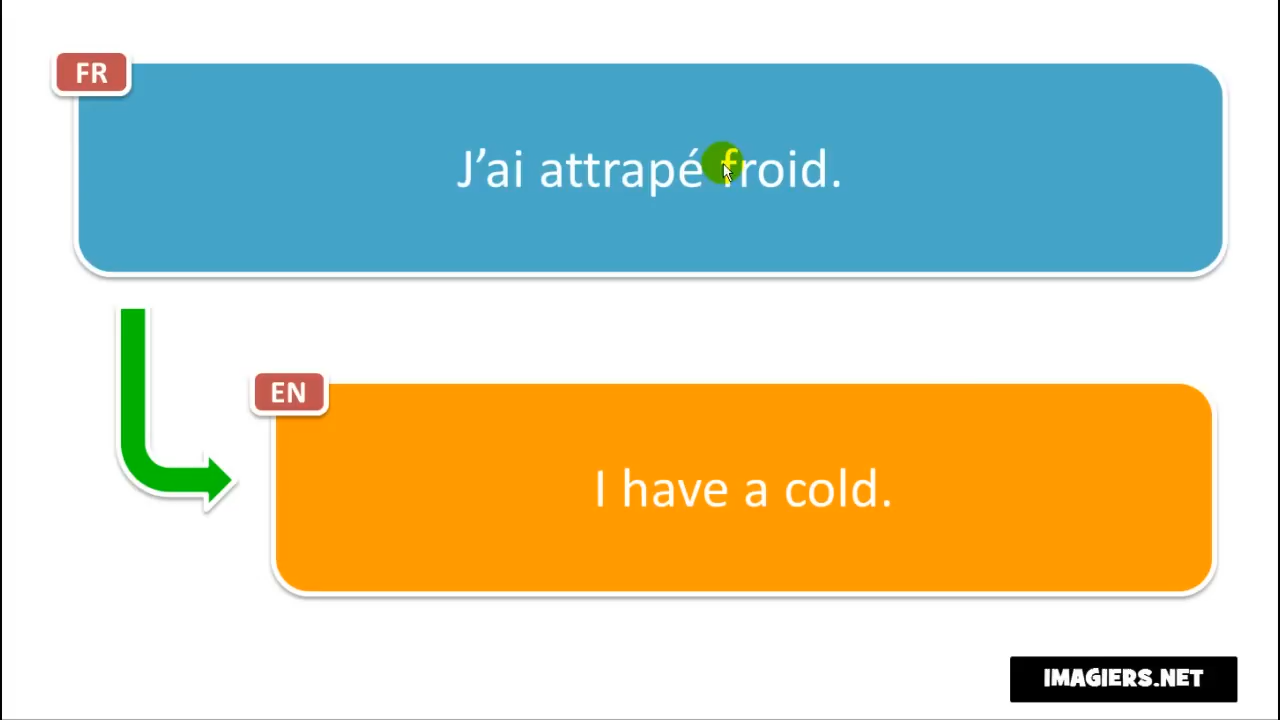 FR
J’ai attrapé froid.
EN
I have a cold.
IMAGIERS.NET